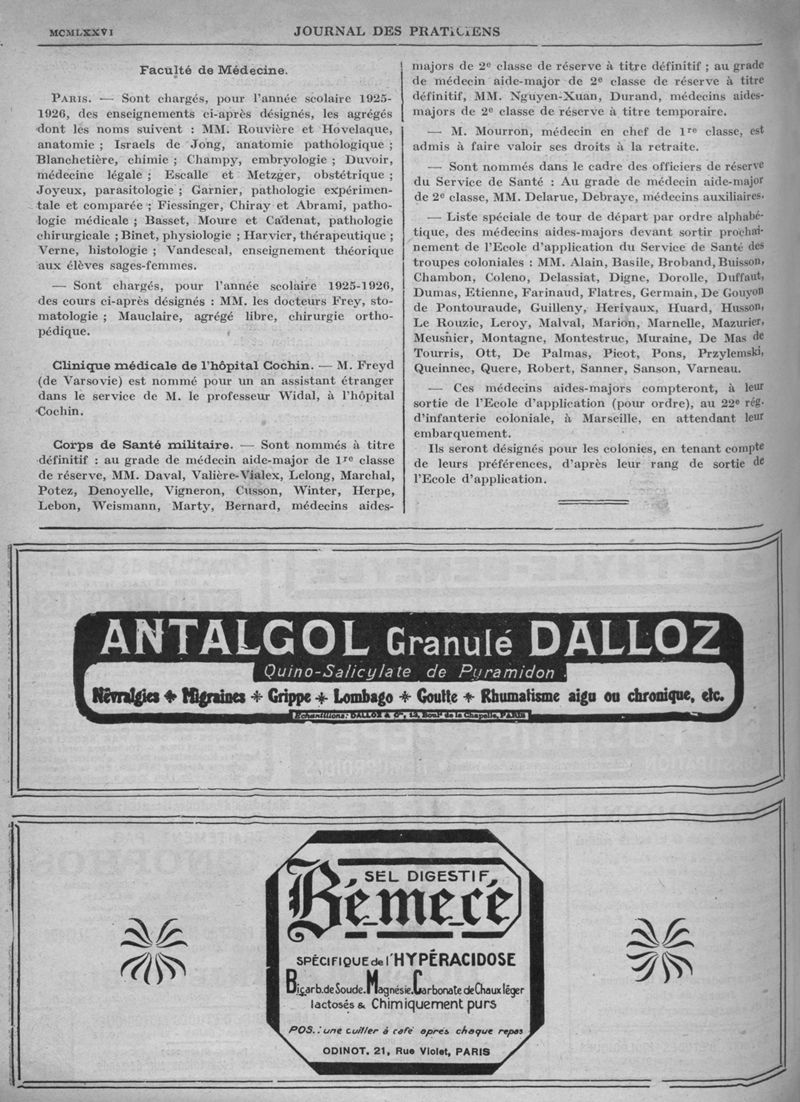 MCMLXXVI
JOURNAL DES PRATICIENS
Faculté de Médecine.
PARIS. — Sont chargés, pour l'année scolaire 1925-
1926, des enseignements ci-après désignés, les agrégés
dont les noms suivent : MM. Rouvière et Hovelaque,
anatomie ; Israels de Jong, anatomie pathologique ;
Blanchetière, chimie ; Champy, embryologie ; Duvoir,
médecine légale ; Escalle et Metzger, obstétrique ;
Joyeux, parasitologie ; Garnier, pathologie expérimen-
tale et comparée ; Fiessinger, Chiray et Abrami, patho-
logie médicale ; Basset, Moure et Cadenat, pathologie
chirurgicale ; Binet, physiologie ; Harvier, thérapeutique ;
Verne, histologie ; Vandescal, enseignement théorique
aux élèves sages-femmes.
— Sont chargés, pour l'année scolaire 1925-1926,
des cours ci-après désignés : MM. les docteurs Frey, sto-
matologie ; Mauclaire, agrégé libre, chirurgie ortho-
pédique.
Clinique médicale de l'hôpital Cochin. — M. Freyd
(de Varsovie) est nommé pour un an assistant étranger
dans le service de M. le professeur Widal, à l'hôpital
Cochin.
Corps de Santé militaire. — Sont nommés à titre
définitif : au grade de médecin aide-major de 1re classe
de réserve, MM. Daval, Valière-Vialex, Lelong, Marchal,
Potez, Denoyelle, Vigneron, Cusson, Winter, Herpe,
Lebon, Weismann, Marty, Bernard, médecins aides-
majors de 2e classe de réserve à titre définitif ; au grade
de médecin aide-major de 2e classe de réserve à titre
définitif, MM. Nguyen-Xuan, Durand, médecins aides-
majors de 2e classe de réserve à titre temporaire.
— M. Mourron, médecin en chef de 1re classe, est
admis à faire valoir ses droits à la retraite.
— Sont nommés dans le cadre des officiers de réserve
du Service de Santé : Au grade de médecin aide-major
de 2e classe, MM. Delarue, Debraye, médecins auxiliaires.
— Liste spéciale de tour de départ par ordre alphabé-
tique, des médecins aides-majors devant sortir prochai-
nement de l'Ecole d'application du Service de Santé des
troupes coloniales : MM. Alain, Basile, Broband, Buisson,
Chambon, Coleno, Delassiat, Digne, Dorolle, Duffaut,
Dumas, Etienne, Farinaud, Flatres, Germain, De Gouyon
de Pontouraude, Guilleny, Herivaux, Huard, Husson,
Le Rouzic, Leroy, Malval, Marion, Marnelle, Mazurier,
Meusnier, Montagne, Montestruc, Muraine, De Mas de
Tourris, Ott, De Palmas, Picot, Pons, Przylemski,
Queinnec, Quere, Robert, Sanner, Sanson, Varneau.
— Ces médecins aides-majors compteront, à leur
sortie de l'Ecole d'application (pour ordre), au 22e rég.
d'infanterie coloniale, à Marseille, en attendant leur
embarquement.
Ils seront désignés pour les colonies, en tenant compte
de leurs préférences, d'après leur rang de sortie de
l'Ecole d'application.
ANTALGOL Granulé DALLOZ
Quino-Salicylate de Pyramidon.
Névralgies ✦ Migraines ✦ Grippe ✦ Lombago ✦ Goutte ✦ Rhumatisme aigu ou chronique, etc.
Echantillons: DALLOZ & Cie, 13, Boulᵈ de la Chapelle, PARIS
SEL DIGESTIF
Bémécé
SPÉCIFIQUE de l'HYPÉRACIDOSE
Bicarb. de Soude. Magnésie. Carbonate de Chaux léger
lactosés & Chimiquement purs
POS.: une cuiller à café après chaque repas
ODINOT. 21, Rue Violet, PARIS